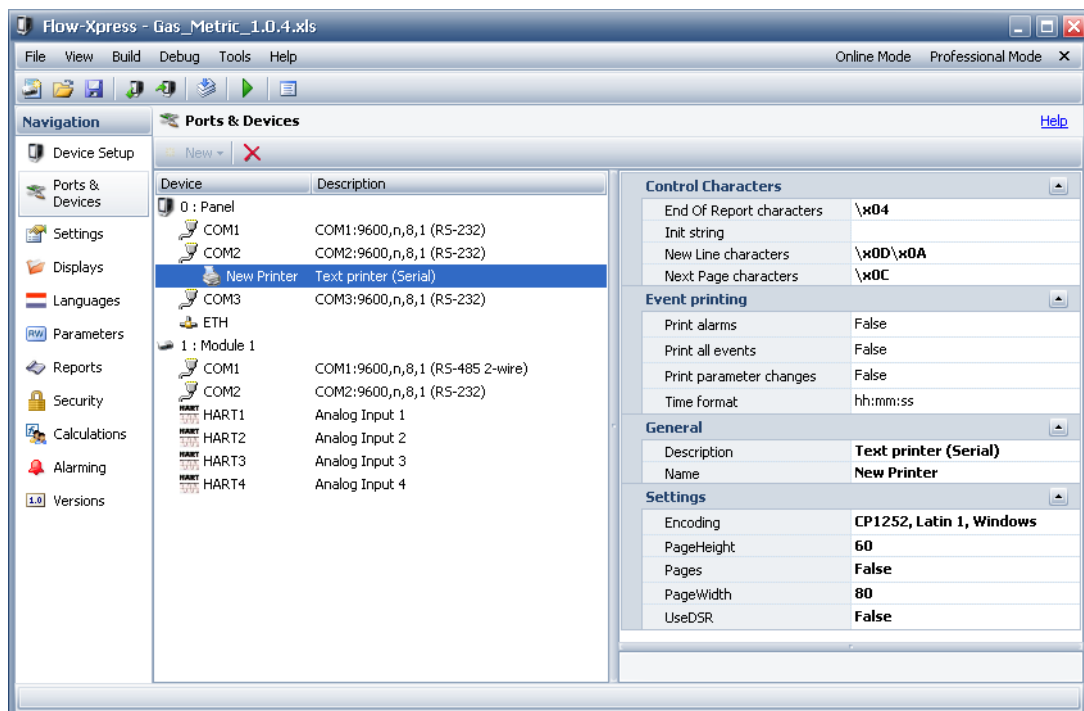 Flow-Xpress - Gas_Metric_1.0.4.xls
File View Build Debug Tools Help Online Mode Professional Mode
Navigation
Ports & Devices
Help
Device Setup
Ports & Devices
Settings
Displays
Languages
RW Parameters
Reports
Security
Calculations
Alarming
1.0 Versions
New
Device Description
0 : Panel
COM1 COM1:9600,n,8,1 (RS-232)
COM2 COM2:9600,n,8,1 (RS-232)
New Printer Text printer (Serial)
COM3 COM3:9600,n,8,1 (RS-232)
ETH
1 : Module 1
COM1 COM1:9600,n,8,1 (RS-485 2-wire)
COM2 COM2:9600,n,8,1 (RS-232)
HART HART1 Analog Input 1
HART HART2 Analog Input 2
HART HART3 Analog Input 3
HART HART4 Analog Input 4
Control Characters
End Of Report characters \x04
Init string
New Line characters \x0D\x0A
Next Page characters \x0C
Event printing
Print alarms False
Print all events False
Print parameter changes False
Time format hh:mm:ss
General
Description Text printer (Serial)
Name New Printer
Settings
Encoding CP1252, Latin 1, Windows
PageHeight 60
Pages False
PageWidth 80
UseDSR False